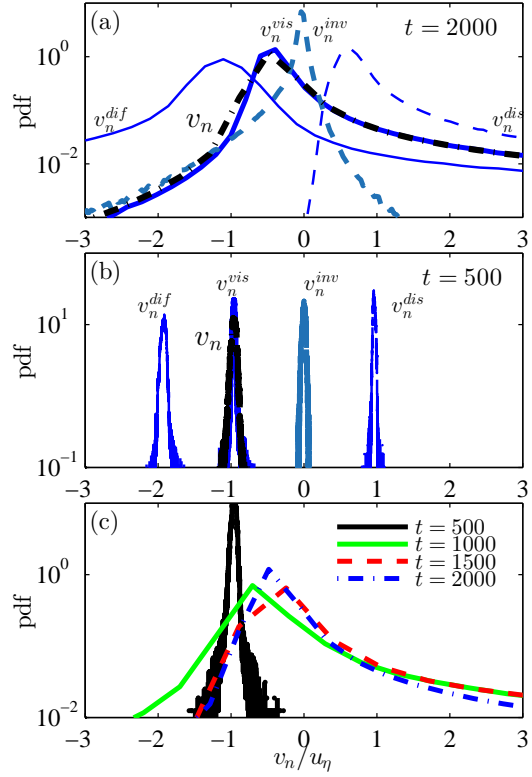 (a) v_n^{vis} v_n^{inv} t = 2000
10^0
v_n^{dif} v_n v_n^{dis}
pdf
10^{-2}
−3 −2 −1 0 1 2 3
(b) v_n^{vis} v_n^{inv} t = 500
v_n^{dif} v_n^{dis}
10^1
v_n
pdf
10^{-1}
−3 −2 −1 0 1 2 3
(c)
t = 500
t = 1000
10^0
t = 1500
t = 2000
pdf
10^{-2}
−3 −2 −1 0 1 2 3
v_n/u_η